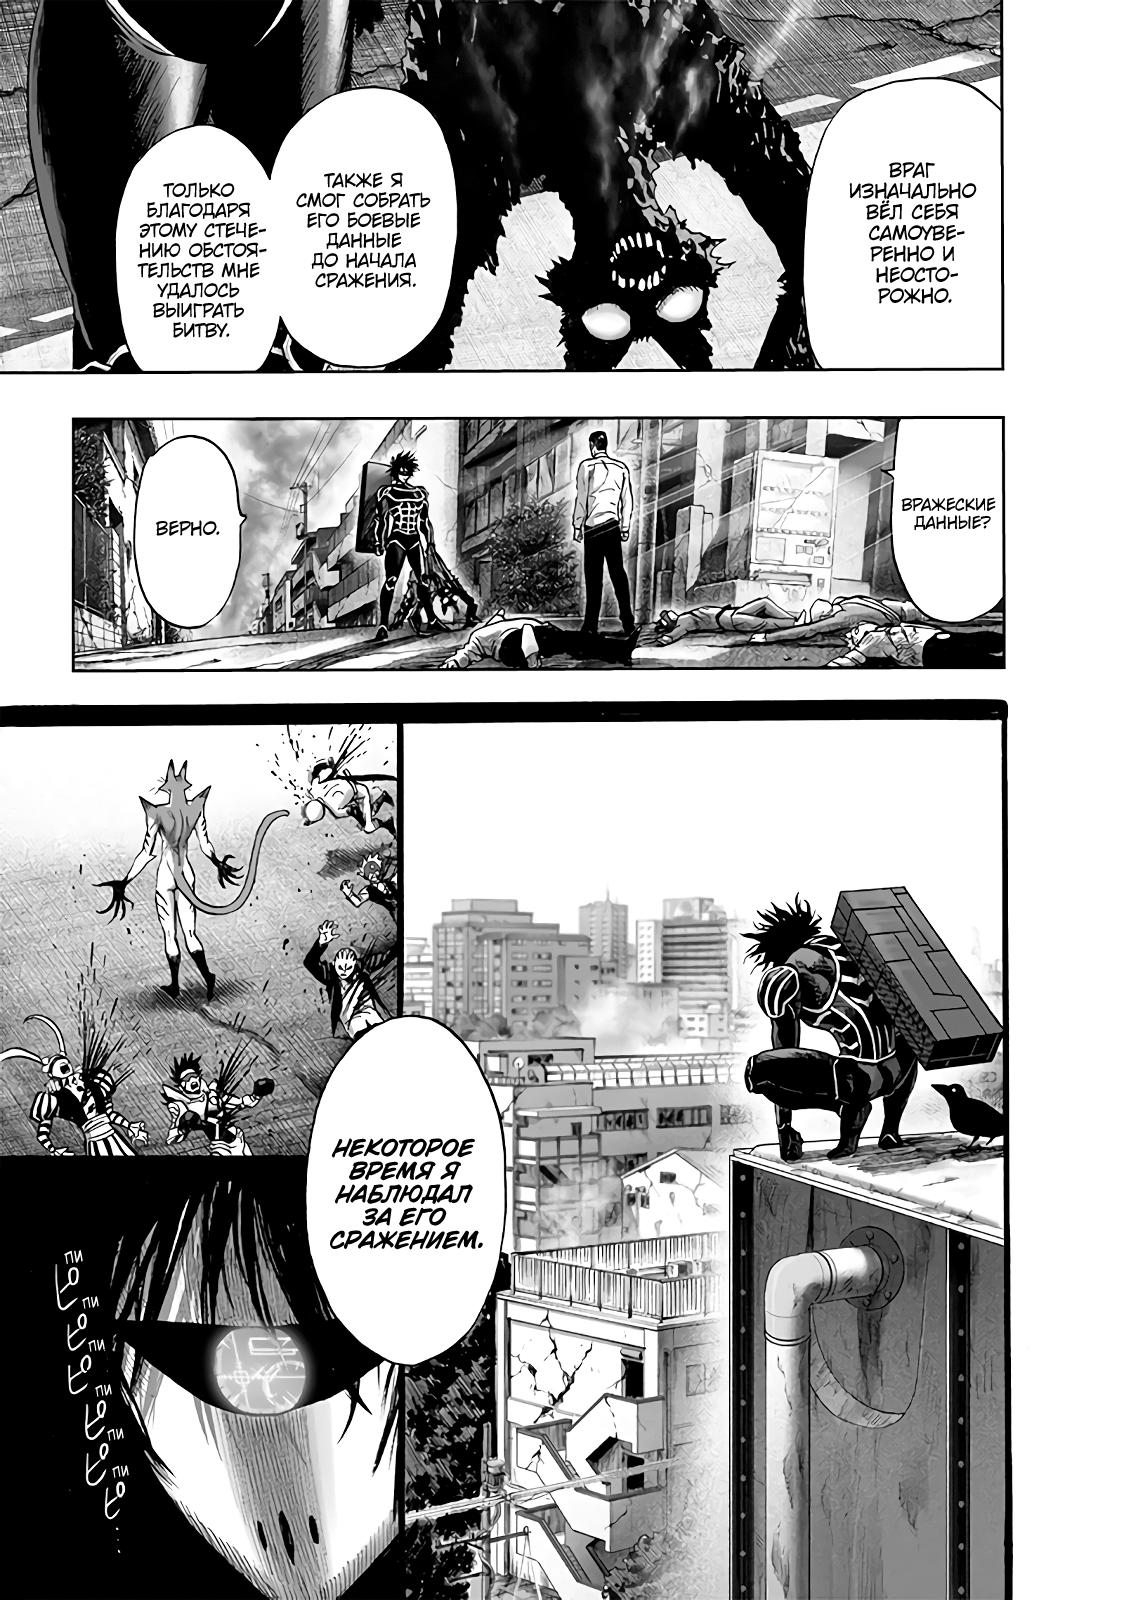 ВРАГ
ИЗНАЧАЛЬНО
ВЁЛ СЕБЯ
САМОУВЕ-
РЕННО И
НЕОСТО-
РОЖНО.
ТАКЖЕ Я
СМОГ СОБРАТЬ
ЕГО БОЕВЫЕ
ДАННЫЕ
ДО НАЧАЛА
СРАЖЕНИЯ.
ТОЛЬКО
БЛАГОДАРЯ
ЭТОМУ СТЕЧЕ-
НИЮ ОБСТОЯ-
ТЕЛЬСТВ МНЕ
УДАЛОСЬ
ВЫИГРАТЬ
БИТВУ.
ВРАЖЕСКИЕ
ДАННЫЕ?
ВЕРНО.
НЕКОТОРОЕ
ВРЕМЯ Я
НАБЛЮДАЛ
ЗА ЕГО
СРАЖЕНИЕМ.
ПИ
ПИ
ПИ
ПИ
ПИ
ПИ